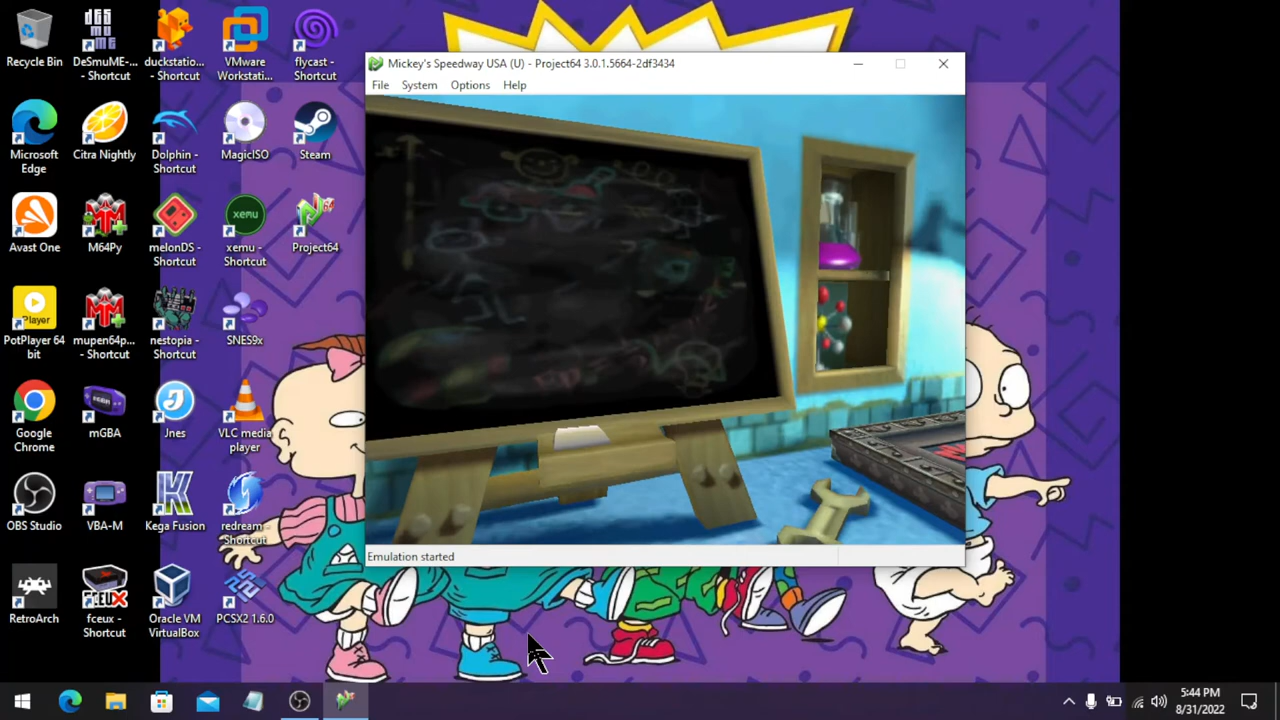 Mickey's Speedway USA (U) - Project64 3.0.1.5664-2df3434
File System Options Help
Emulation started
Recycle Bin
DeSmuME-... - Shortcut
duckstatio... - Shortcut
VMware Workstati...
flycast - Shortcut
Microsoft Edge
Citra Nightly
Dolphin - Shortcut
MagicISO
Steam
Avast One
M64Py
melonDS - Shortcut
xemu
xemu - Shortcut
64
Project64
Player
PotPlayer 64 bit
mupen64p... - Shortcut
nestopia - Shortcut
SNES9x
Google Chrome
mGBA
Jnes
VLC media player
OBS Studio
VBA-M
Kega Fusion
redream - Shortcut
RetroArch
FCEUX
fceux - Shortcut
Oracle VM VirtualBox
PCSX2 1.6.0
5:44 PM
8/31/2022